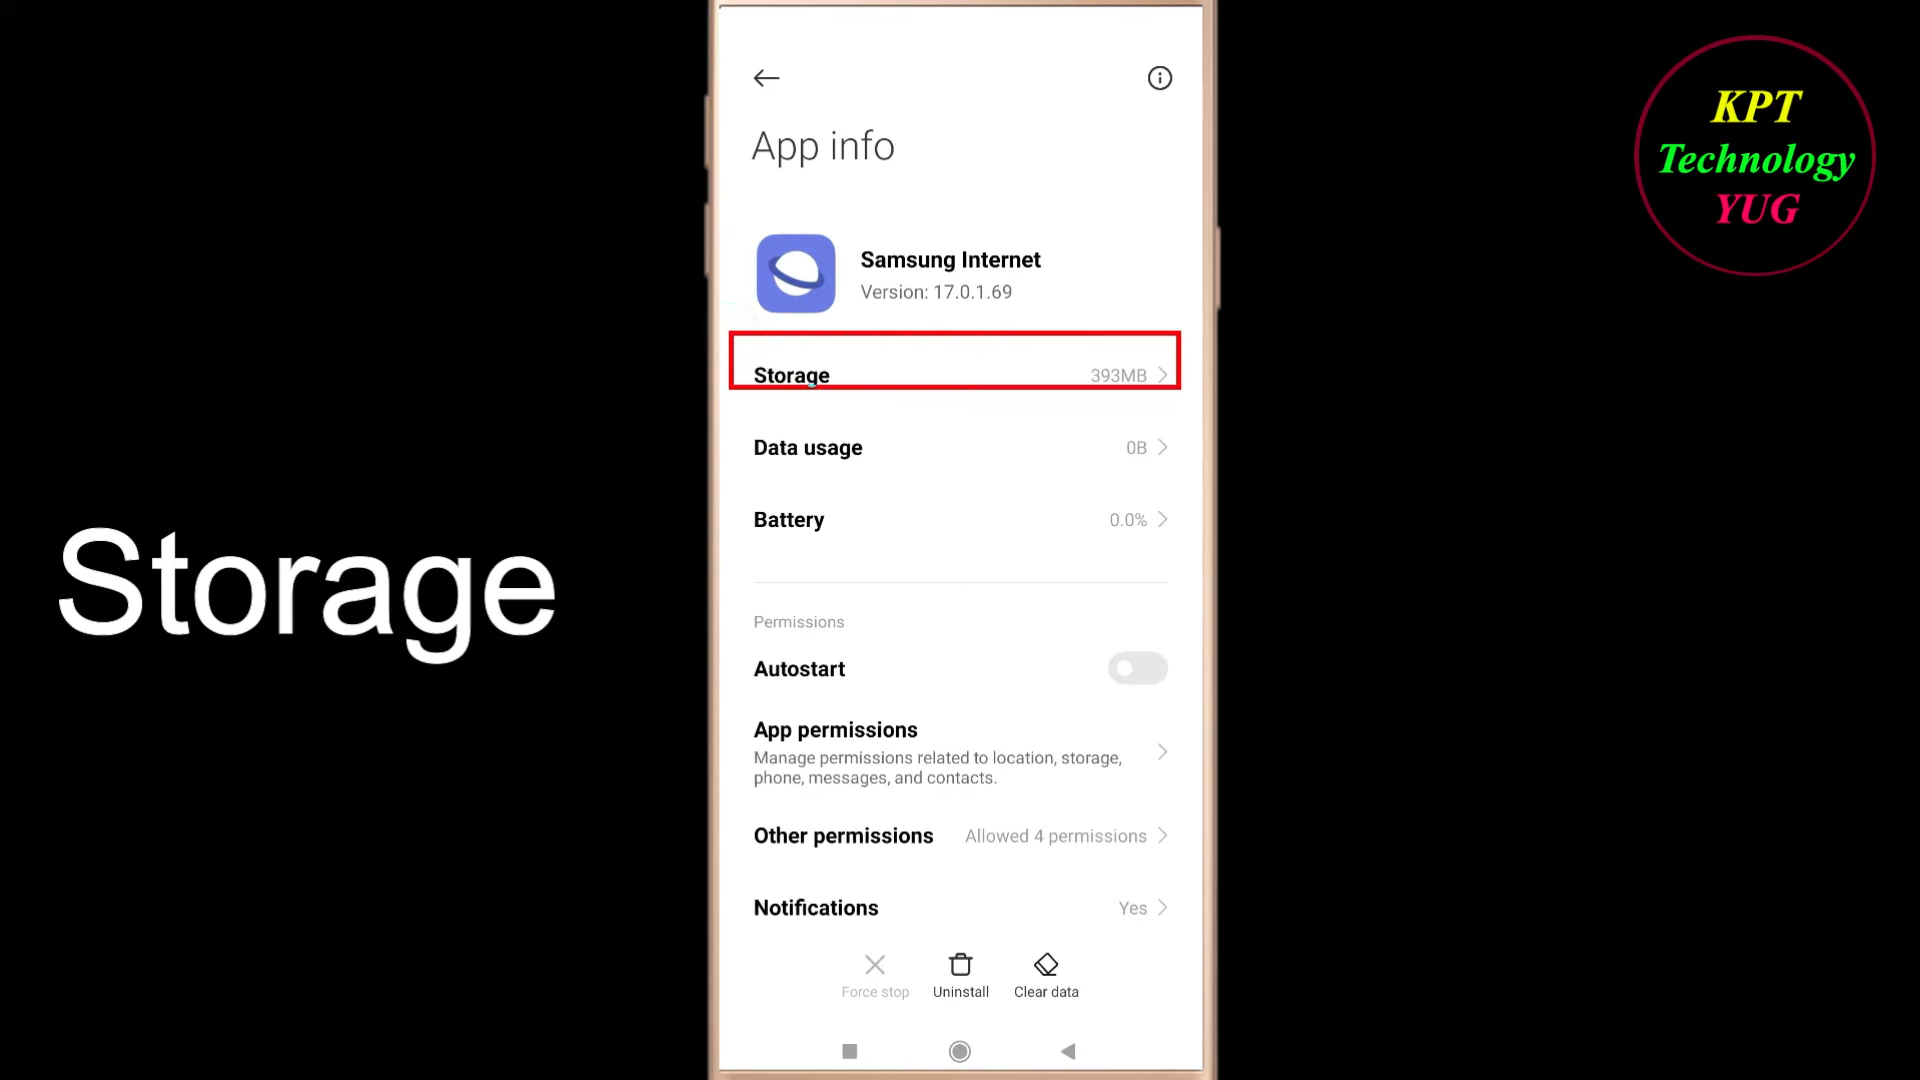 App info
Samsung Internet
Version: 17.0.1.69
Storage 393MB
Data usage 0B
Battery 0.0%
Permissions
Autostart
App permissions
Manage permissions related to location, storage,
phone, messages, and contacts.
Other permissions Allowed 4 permissions
Notifications Yes
Force stop Uninstall Clear data
Storage
KPT
Technology
YUG